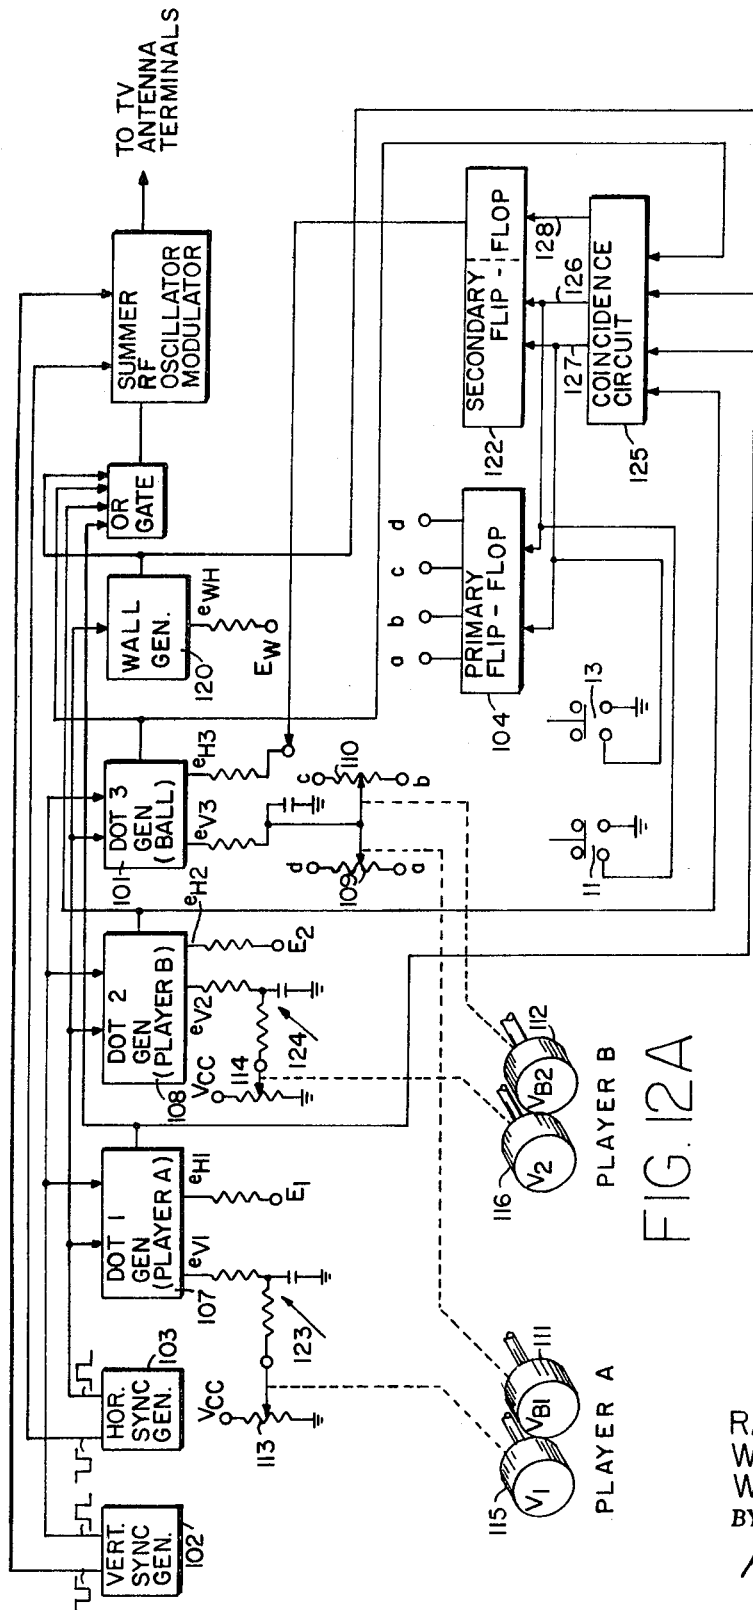 TO TV
ANTENNA
TERMINALS
SUMMER
RF
OSCILLATOR
MODULATOR
OR
GATE
WALL
GEN.
120
eWH
EW
DOT 3
GEN
(BALL)
101
eV3
eH3
DOT 2
GEN
(PLAYER B)
108
eV2
eH2
E2
124
VCC
114
DOT 1
GEN
(PLAYER A)
107
eV1
eH1
E1
123
VCC
113
HOR.
SYNC
GEN.
103
VERT.
SYNC
GEN.
102
d
109
a
c
110
b
SECONDARY
FLIP-FLOP
122
127
126
128
COINCIDENCE
CIRCUIT
125
a
b
c
d
PRIMARY
FLIP-FLOP
104
11
13
115
V1
VB1
111
PLAYER A
116
V2
VB2
112
PLAYER B
FIG. 12A
BY